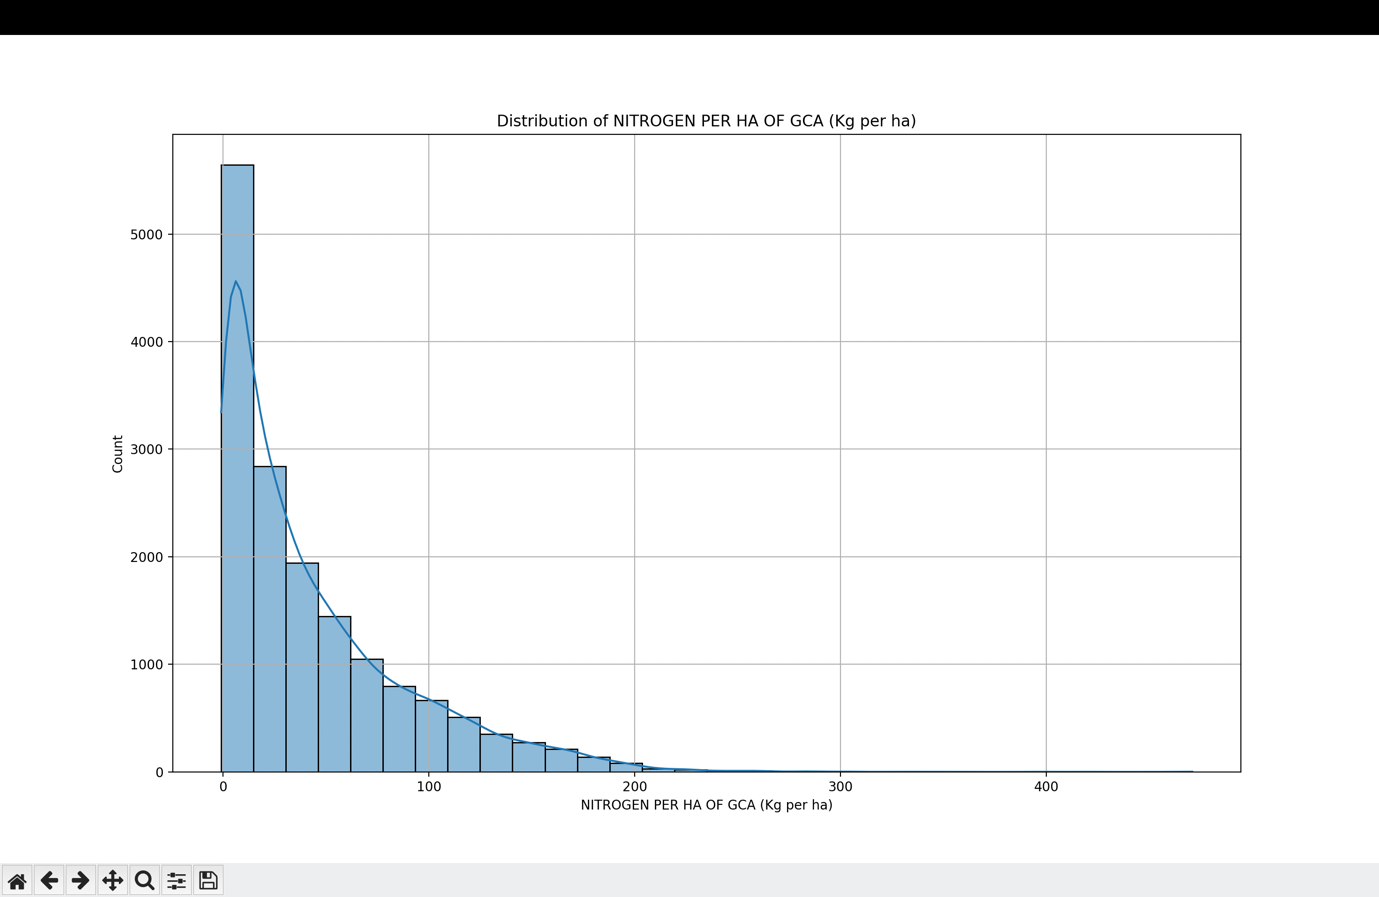 Distribution of NITROGEN PER HA OF GCA (Kg per ha)
5000
4000
3000
2000
1000
0
Count
0 100 200 300 400
NITROGEN PER HA OF GCA (Kg per ha)